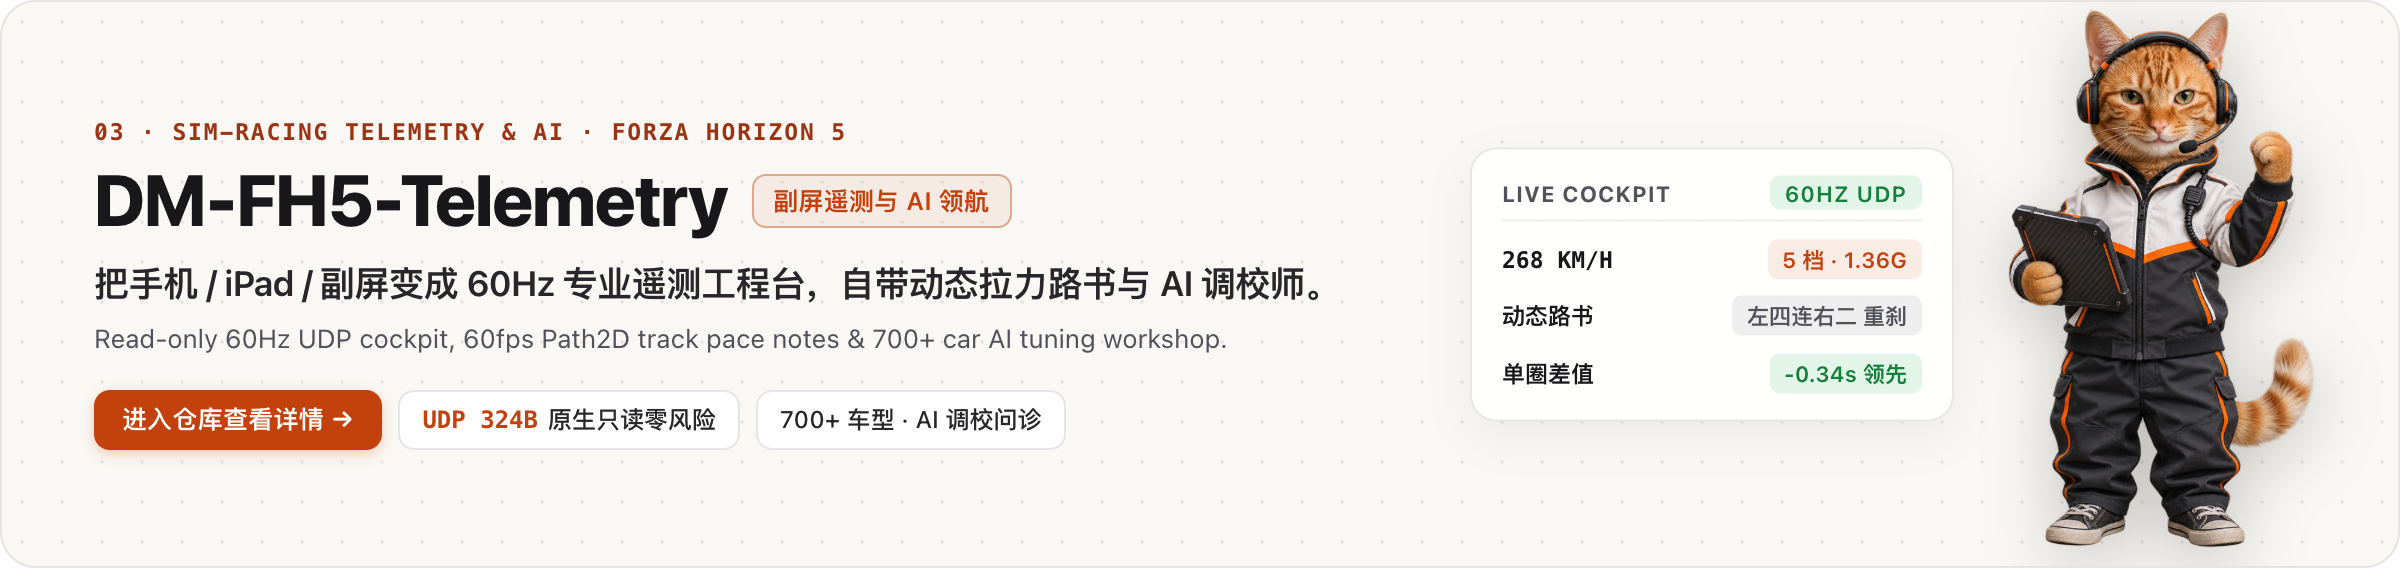 03 · SIM–RACING TELEMETRY & AI · FORZA HORIZON 5
DM-FH5-Telemetry
副屏遥测与 AI 领航
把手机 / iPad / 副屏变成 60Hz 专业遥测工程台，自带动态拉力路书与 AI 调校师。
Read-only 60Hz UDP cockpit, 60fps Path2D track pace notes & 700+ car AI tuning workshop.
进入仓库查看详情 →
UDP 324B 原生只读零风险
700+ 车型 · AI 调校问诊
LIVE COCKPIT
60HZ UDP
268 KM/H
5 档 · 1.36G
动态路书
左四连右二 重刹
单圈差值
-0.34s 领先